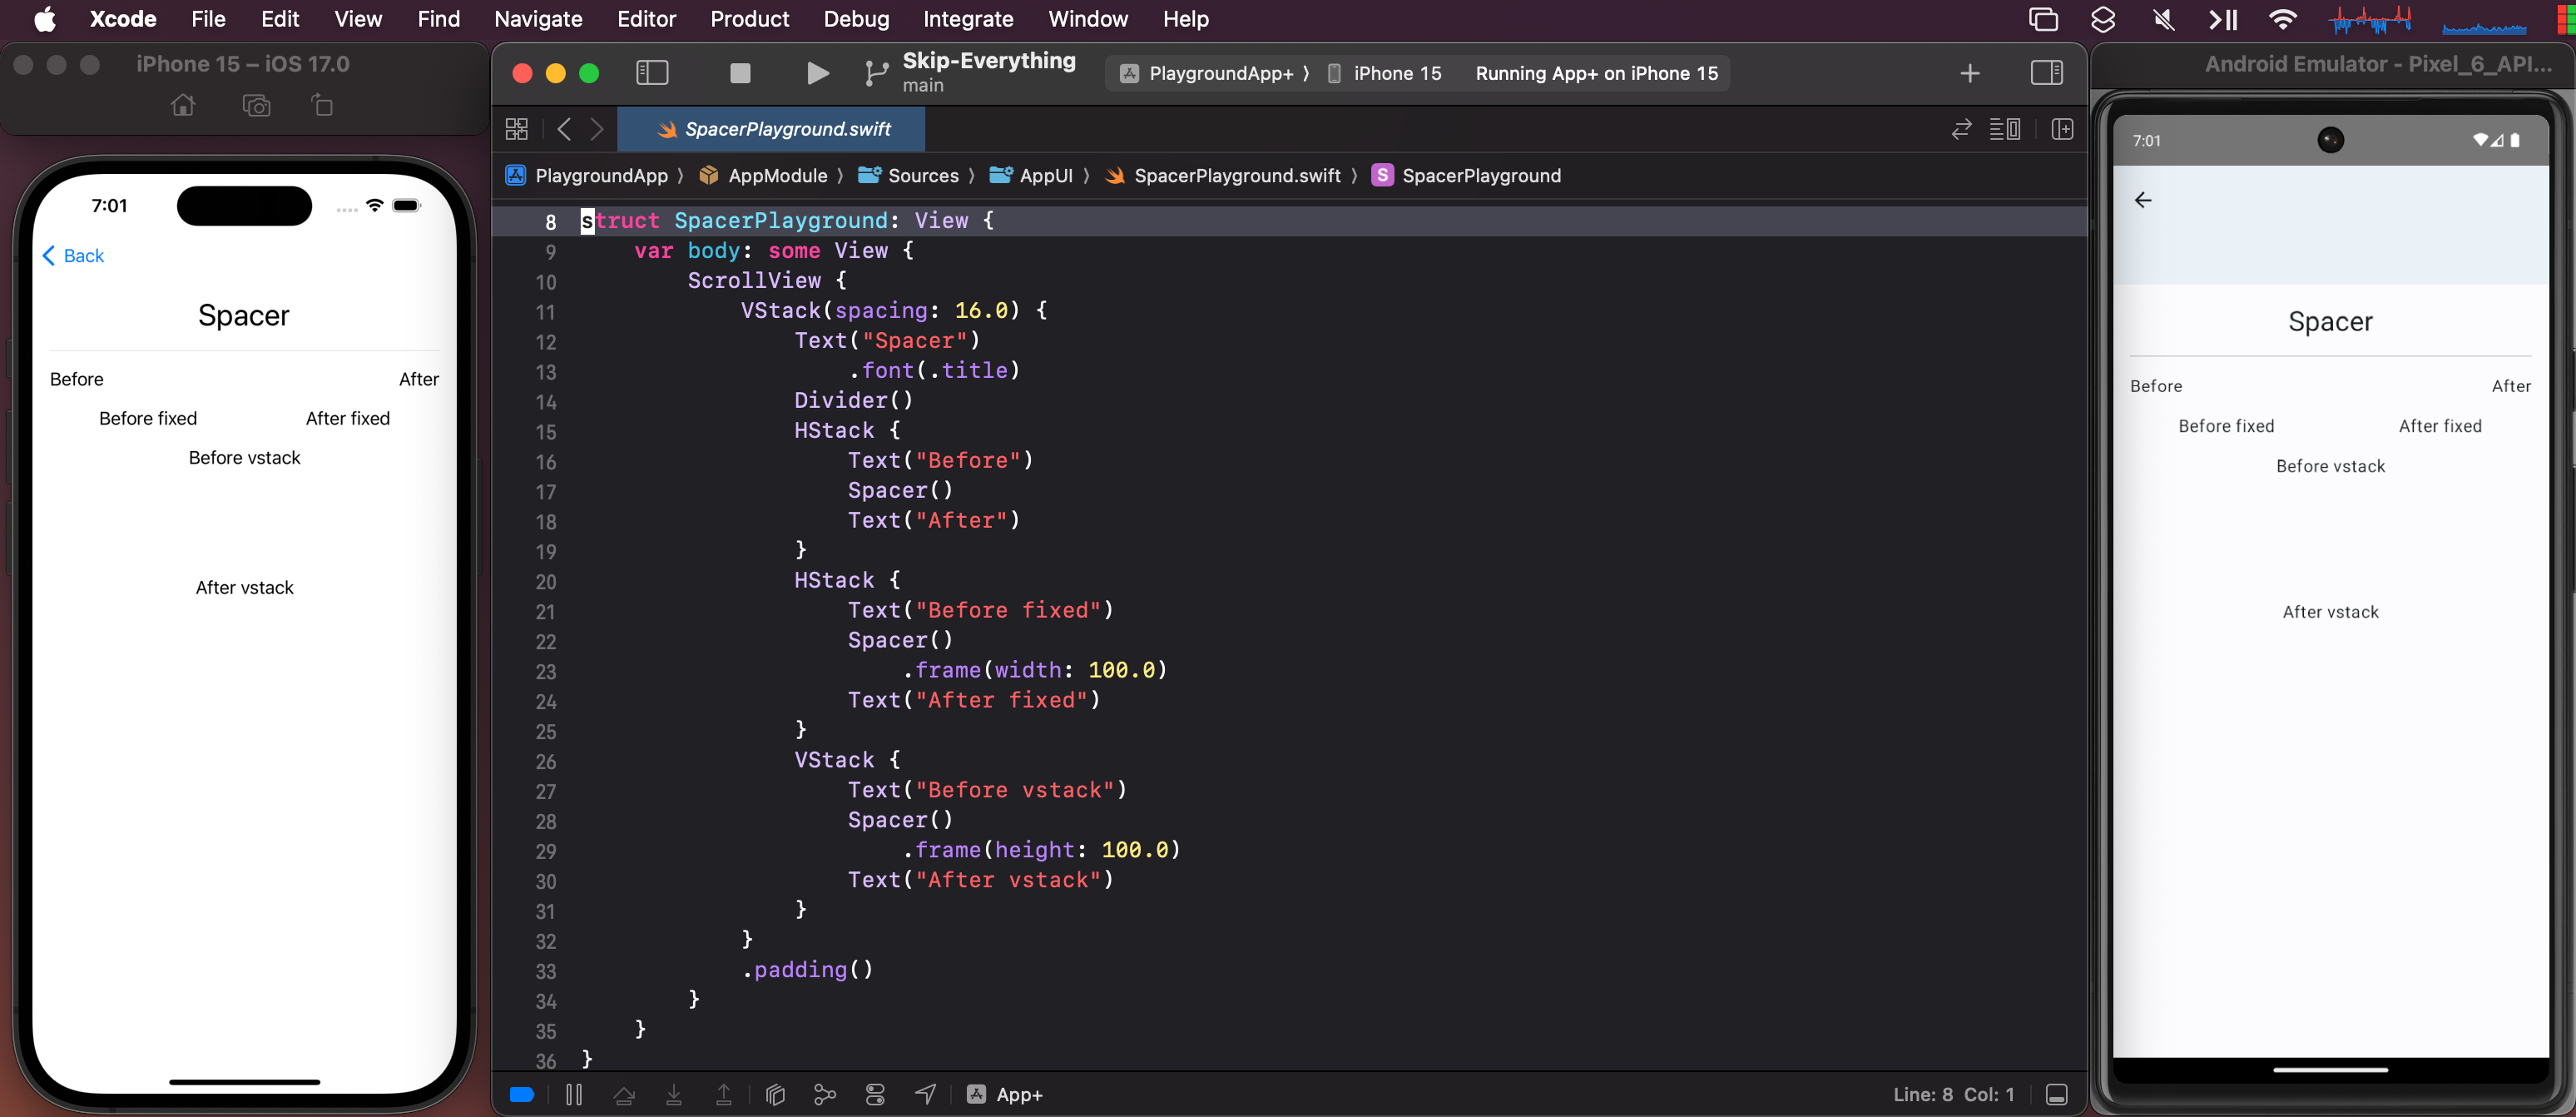 Xcode File Edit View Find Navigate Editor Product Debug Integrate Window Help
iPhone 15 – iOS 17.0
7:01
Back
Spacer
Before After
Before fixed After fixed
Before vstack
After vstack
Skip-Everything
main
PlaygroundApp+ ⟩ iPhone 15 Running App+ on iPhone 15
SpacerPlayground.swift
PlaygroundApp ⟩ AppModule ⟩ Sources ⟩ AppUI ⟩ SpacerPlayground.swift ⟩ S SpacerPlayground
8 struct SpacerPlayground: View {
9 var body: some View {
10 ScrollView {
11 VStack(spacing: 16.0) {
12 Text("Spacer")
13 .font(.title)
14 Divider()
15 HStack {
16 Text("Before")
17 Spacer()
18 Text("After")
19 }
20 HStack {
21 Text("Before fixed")
22 Spacer()
23 .frame(width: 100.0)
24 Text("After fixed")
25 }
26 VStack {
27 Text("Before vstack")
28 Spacer()
29 .frame(height: 100.0)
30 Text("After vstack")
31 }
32 }
33 .padding()
34 }
35 }
36 }
App+
Line: 8 Col: 1
Android Emulator - Pixel_6_API...
7:01
Spacer
Before After
Before fixed After fixed
Before vstack
After vstack